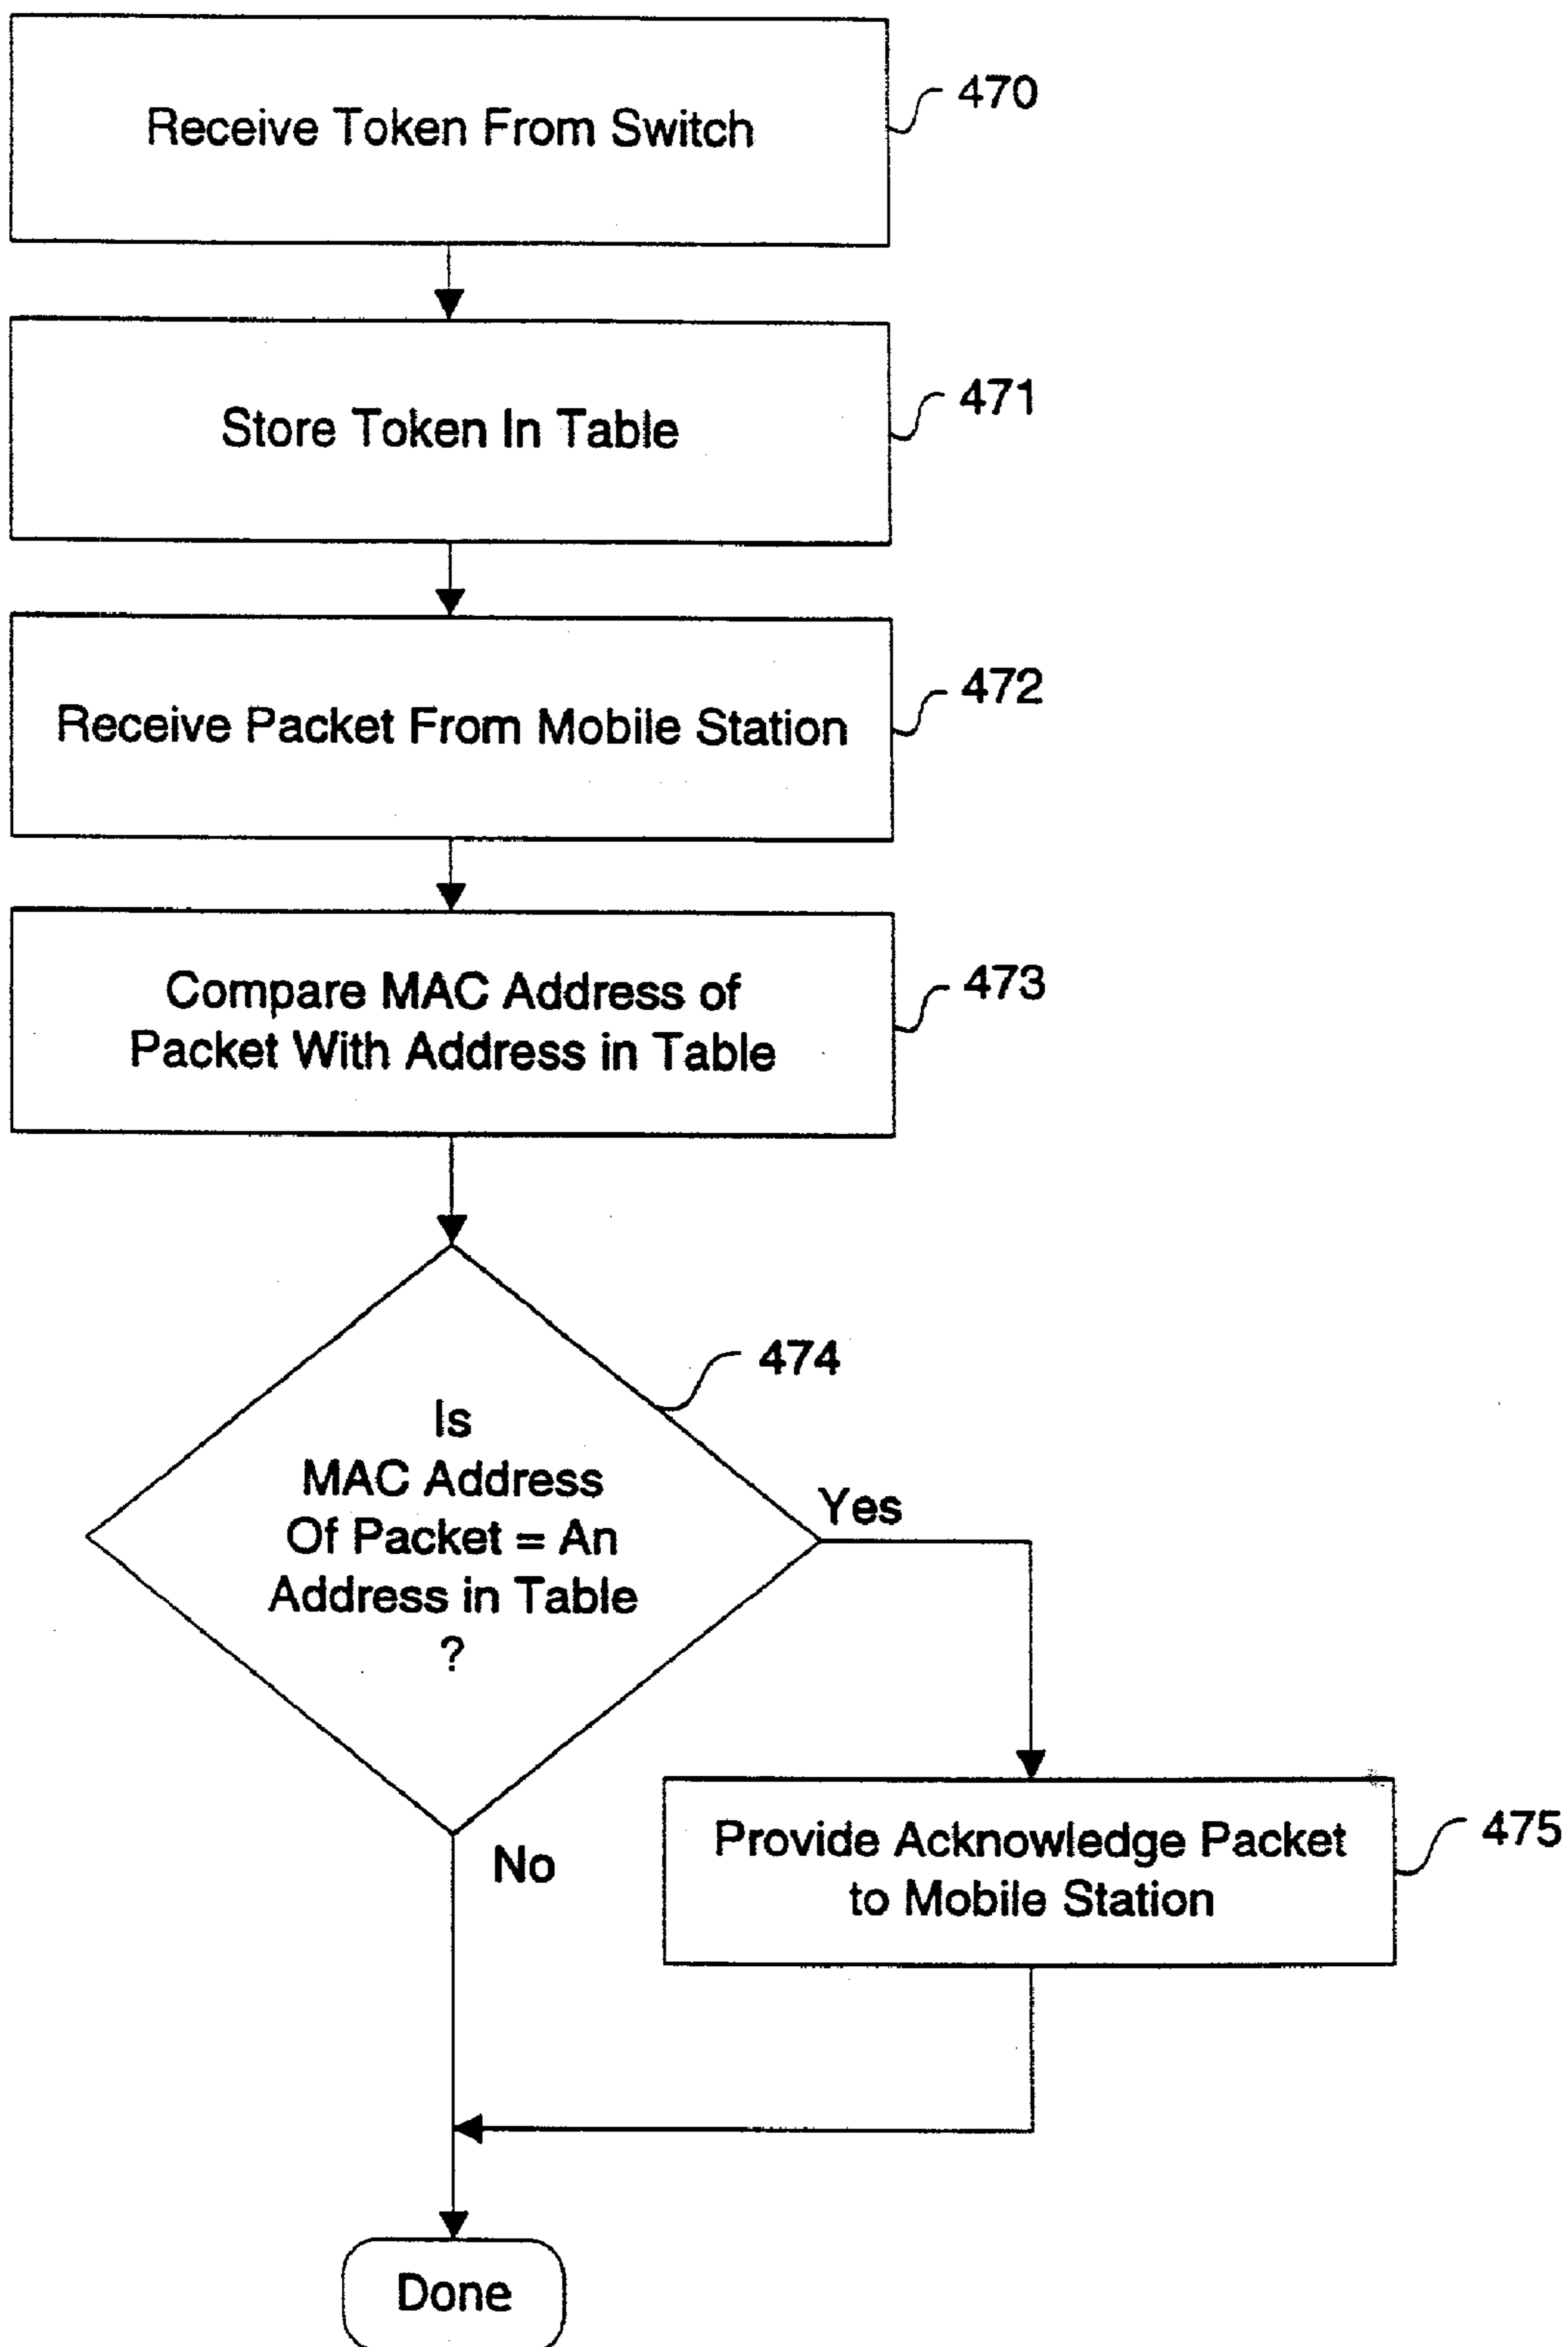 Receive Token From Switch
470
Store Token In Table
471
Receive Packet From Mobile Station
472
Compare MAC Address of
Packet With Address in Table
473
474
Is
MAC Address
Of Packet = An
Address in Table
?
Yes
No
Provide Acknowledge Packet
to Mobile Station
475
Done